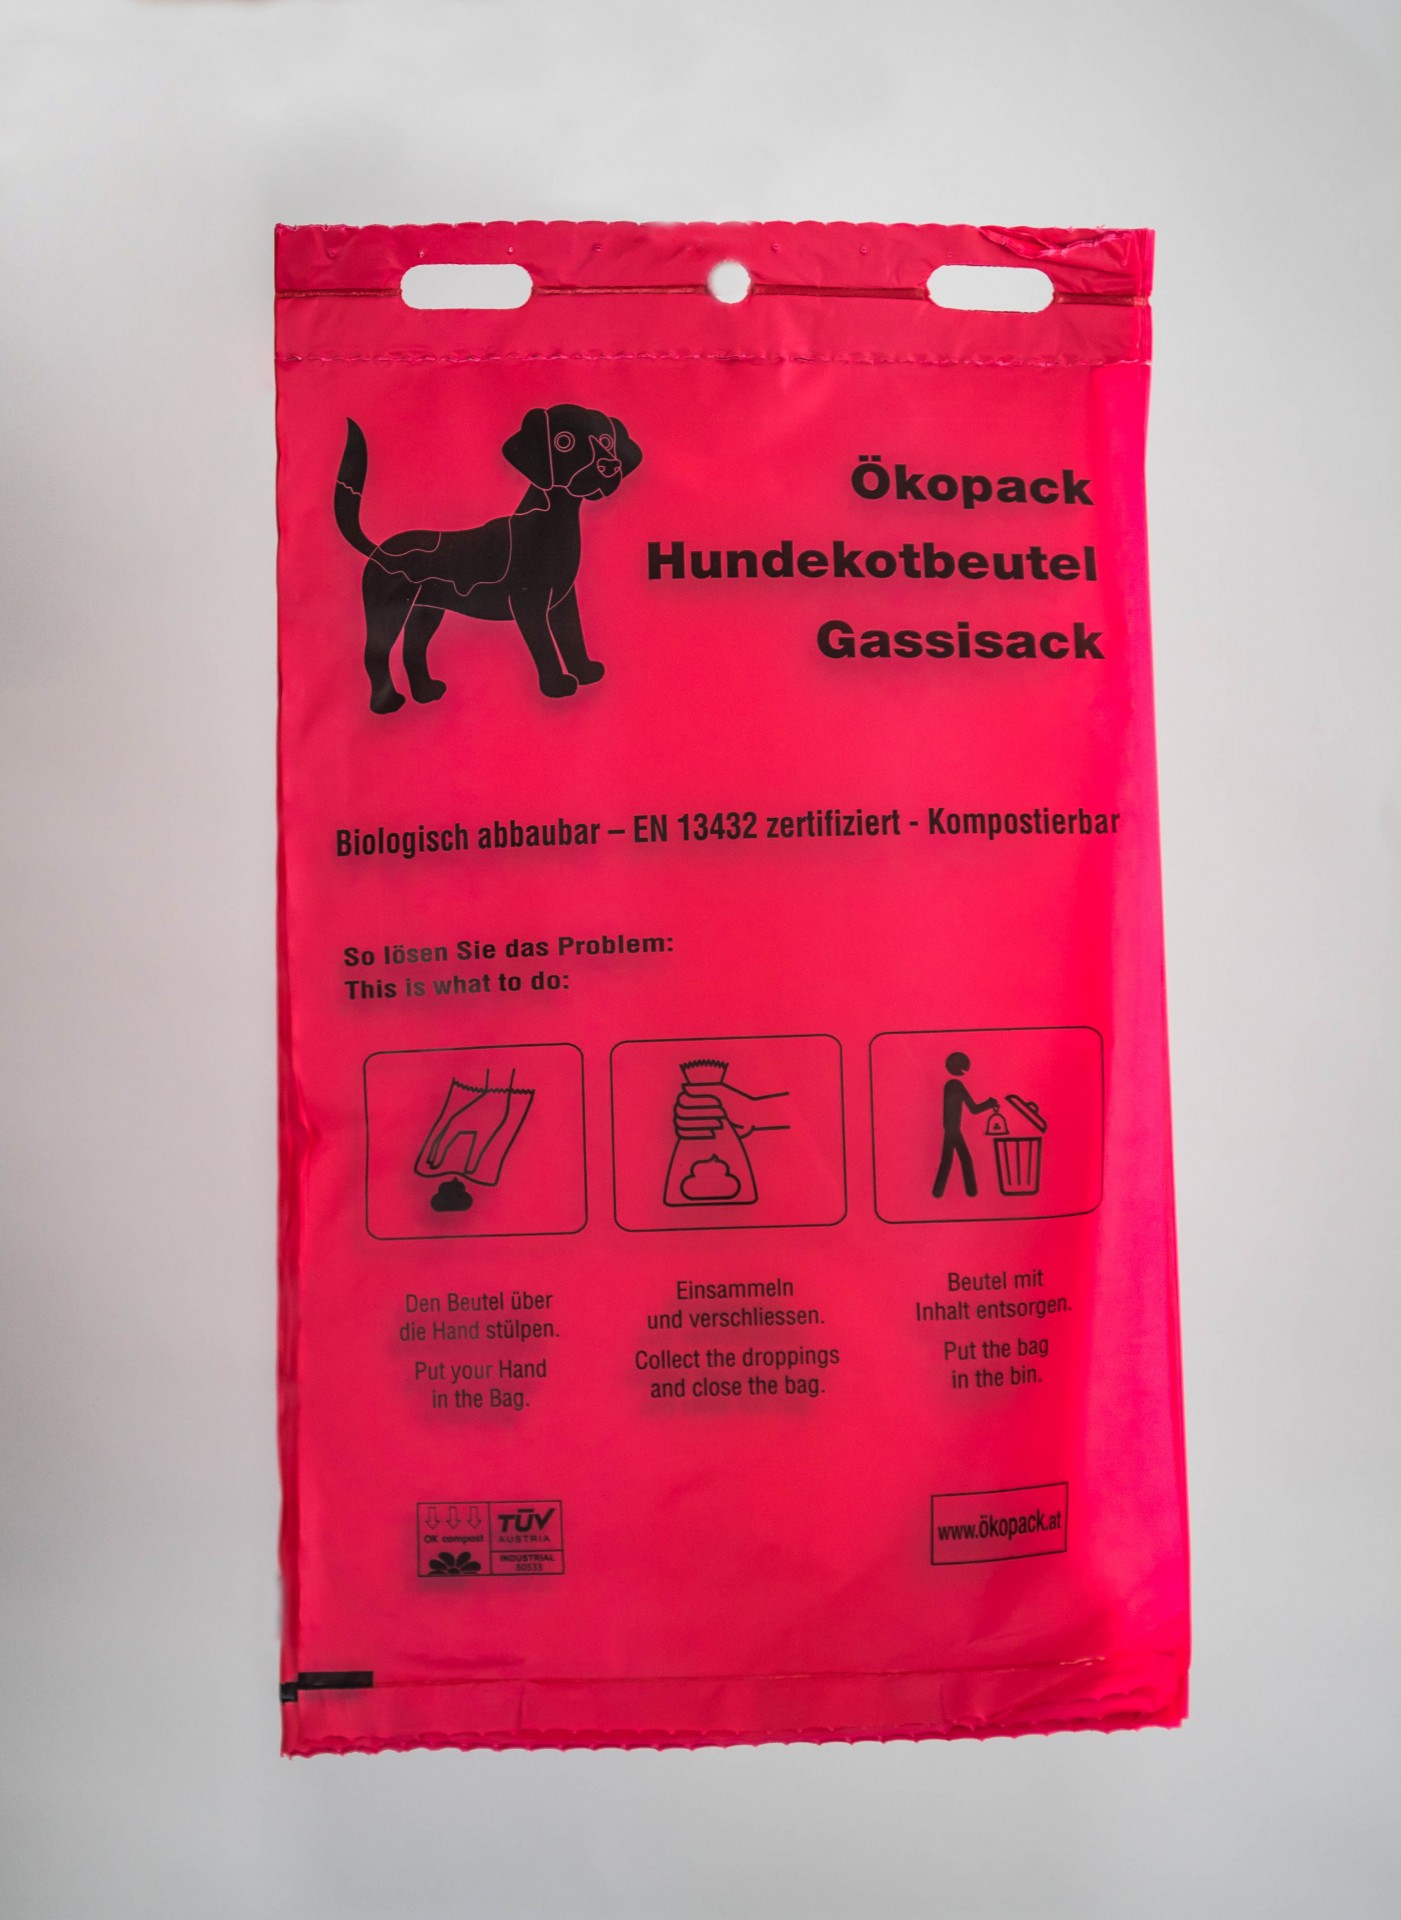 Ökopack
Hundekotbeutel
Gassisack
Biologisch abbaubar – EN 13432 zertifiziert - Kompostierbar
So lösen Sie das Problem:
This is what to do:
Den Beutel über
die Hand stülpen.
Put your Hand
in the Bag.
Einsammeln
und verschliessen.
Collect the droppings
and close the bag.
Beutel mit
Inhalt entsorgen.
Put the bag
in the bin.
OK compost
TÜV
AUSTRIA
INDUSTRIAL
S0533
www.ökopack.at